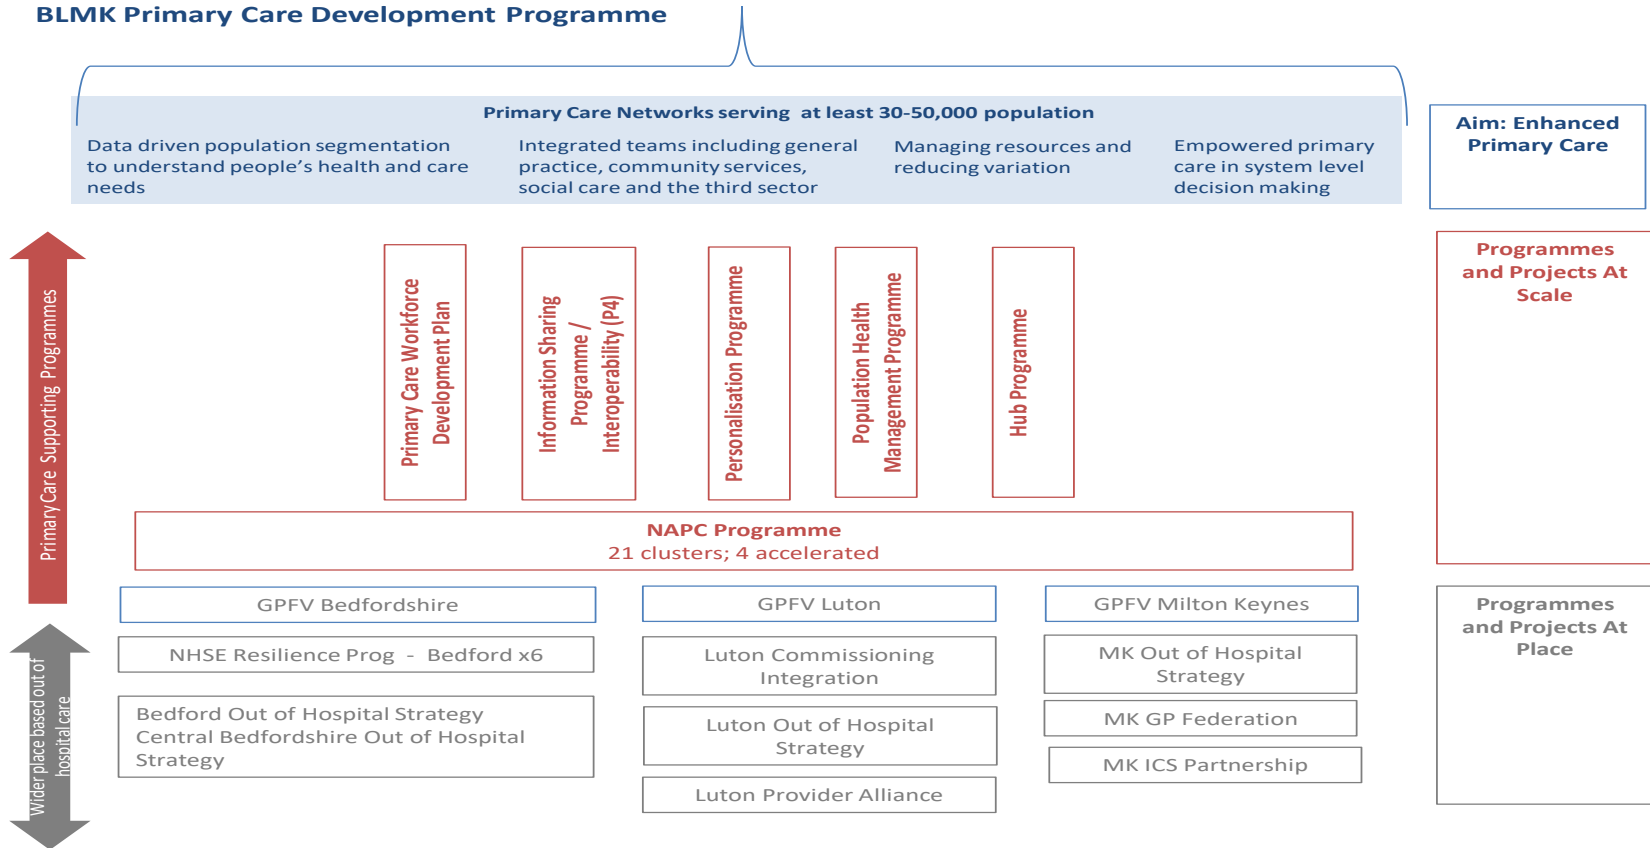 BLMK Primary Care Development Programme
Primary Care Networks serving at least 30-50,000 population
Data driven population segmentation
to understand people's health and care
needs
Integrated teams including general
practice, community services,
social care and the third sector
Managing resources and
reducing variation
Empowered primary
care in system level
decision making
Aim: Enhanced
Primary Care
Primary Care Supporting Programmes
Primary Care Workforce
Development Plan
Information Sharing
Programme /
Interoperability (P4)
Personalisation Programme
Population Health
Management Programme
Hub Programme
Programmes
and Projects At
Scale
NAPC Programme
21 clusters; 4 accelerated
Wider place based out of
hospital care
GPFV Bedfordshire
NHSE Resilience Prog - Bedford x6
Bedford Out of Hospital Strategy
Central Bedfordshire Out of Hospital
Strategy
GPFV Luton
Luton Commissioning
Integration
Luton Out of Hospital
Strategy
Luton Provider Alliance
GPFV Milton Keynes
MK Out of Hospital
Strategy
MK GP Federation
MK ICS Partnership
Programmes
and Projects At
Place